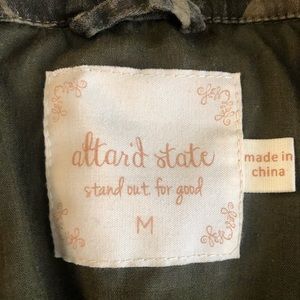 altar'd state
stand out for good
M
made in
china